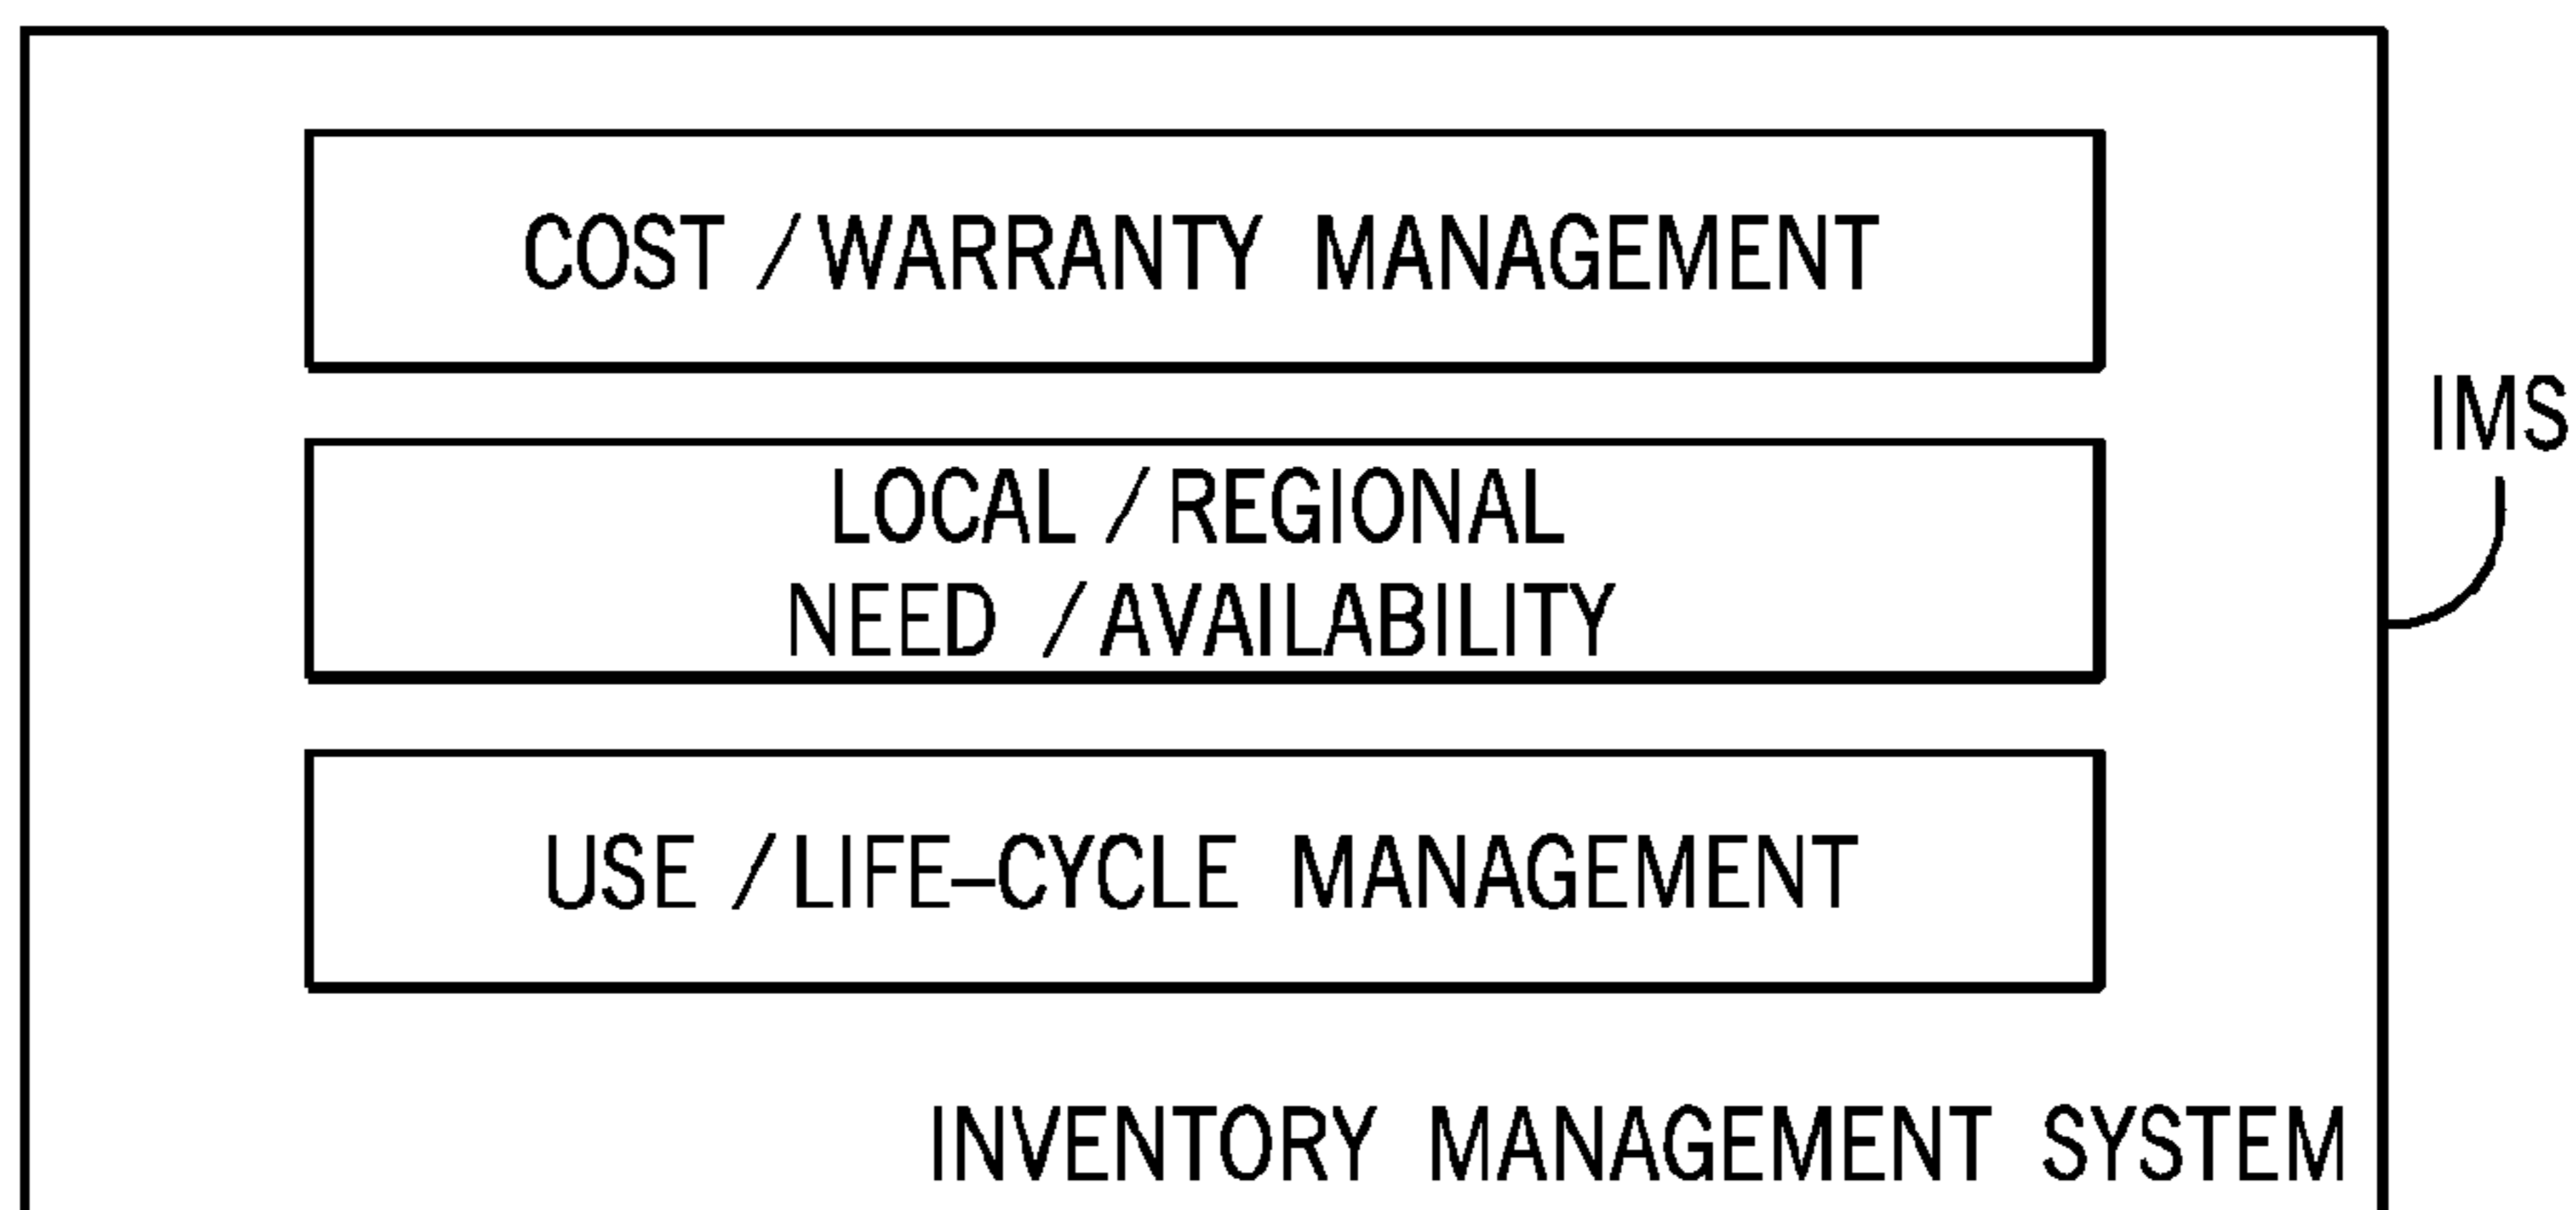 COST / WARRANTY MANAGEMENT
IMS
LOCAL / REGIONAL
NEED / AVAILABILITY
USE / LIFE–CYCLE MANAGEMENT
INVENTORY MANAGEMENT SYSTEM